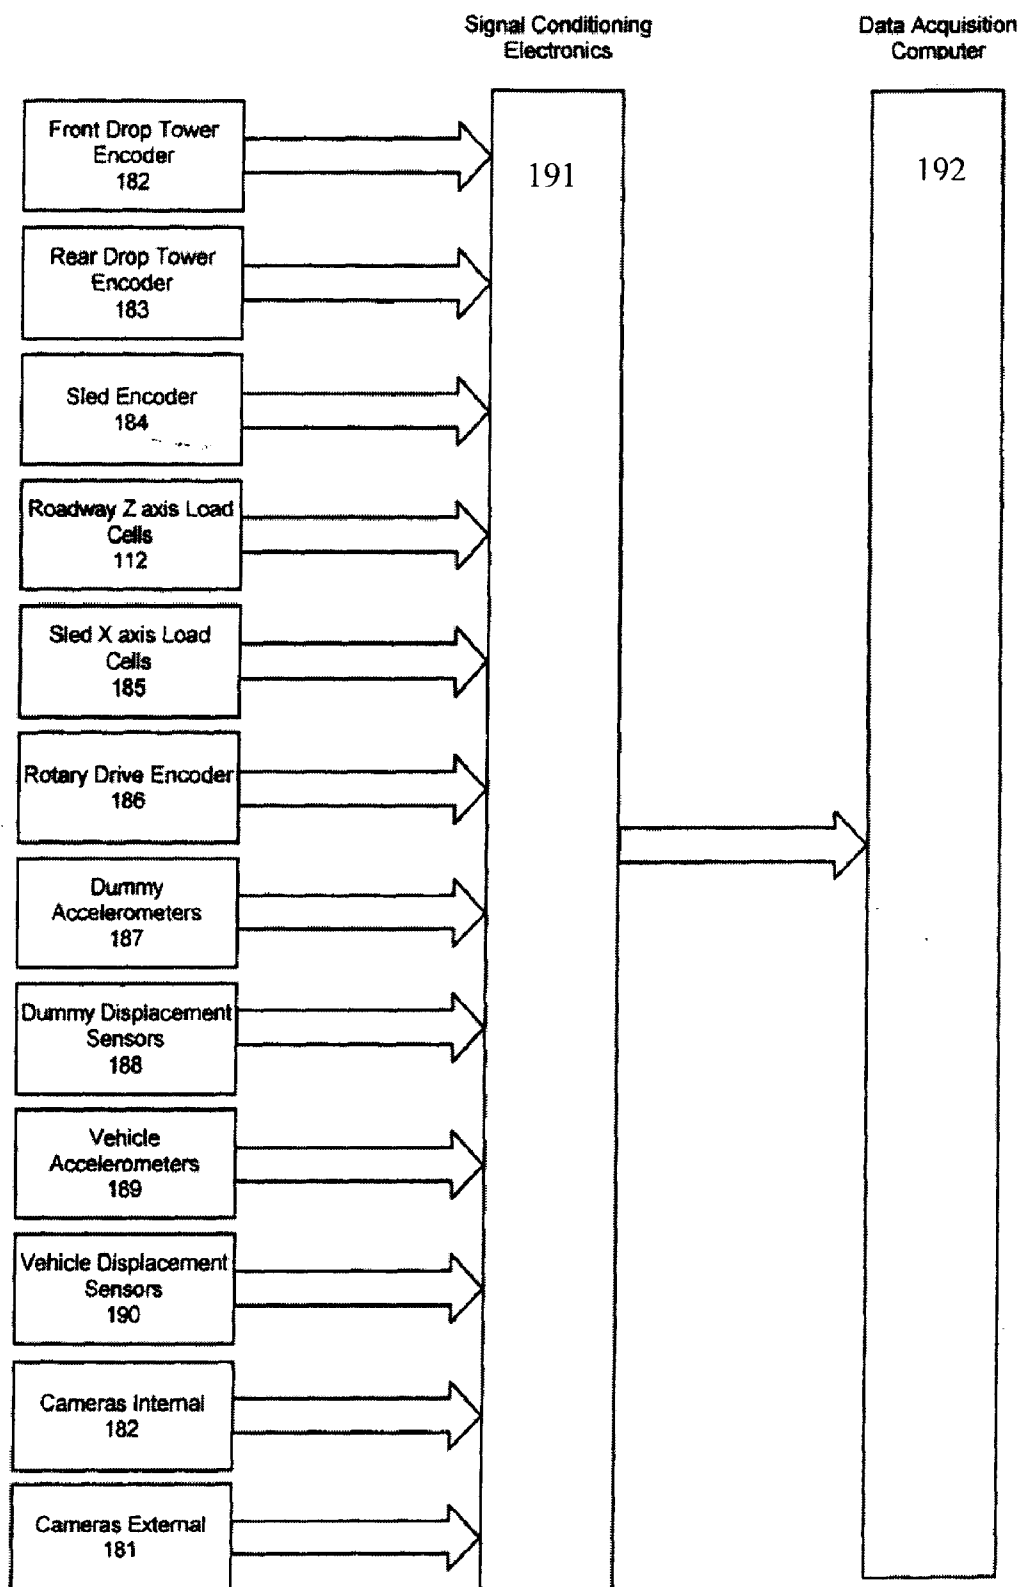 Signal Conditioning
Electronics
Data Acquisition
Computer
Front Drop Tower
Encoder
182
191
192
Rear Drop Tower
Encoder
183
Sled Encoder
184
Roadway Z axis Load
Cells
112
Sled X axis Load
Cells
185
Rotary Drive Encoder
186
Dummy
Accelerometers
187
Dummy Displacement
Sensors
188
Vehicle
Accelerometers
189
Vehicle Displacement
Sensors
190
Cameras Internal
182
Cameras External
181